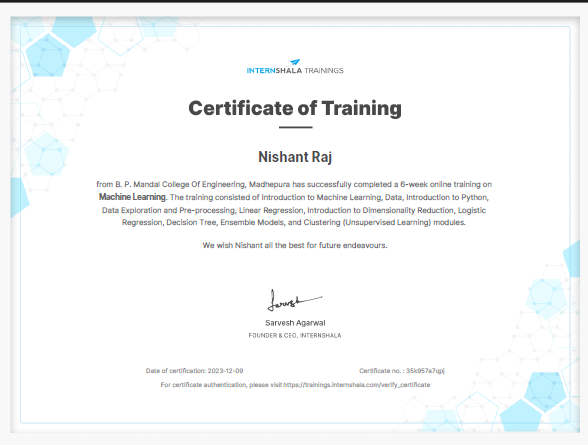 INTERNSHALA TRAININGS
Certificate of Training
Nishant Raj
from B. P. Mandal College Of Engineering, Madhepura has successfully completed a 6-week online training on
Machine Learning. The training consisted of Introduction to Machine Learning, Data, Introduction to Python,
Data Exploration and Pre-processing, Linear Regression, Introduction to Dimensionality Reduction, Logistic
Regression, Decision Tree, Ensemble Models, and Clustering (Unsupervised Learning) modules.
We wish Nishant all the best for future endeavours.
Sarvesh
Sarvesh Agarwal
FOUNDER & CEO, INTERNSHALA
Date of certification: 2023-12-09 Certificate no. : 35k957e7qpj
For certificate authentication, please visit https://trainings.internshala.com/verify_certificate